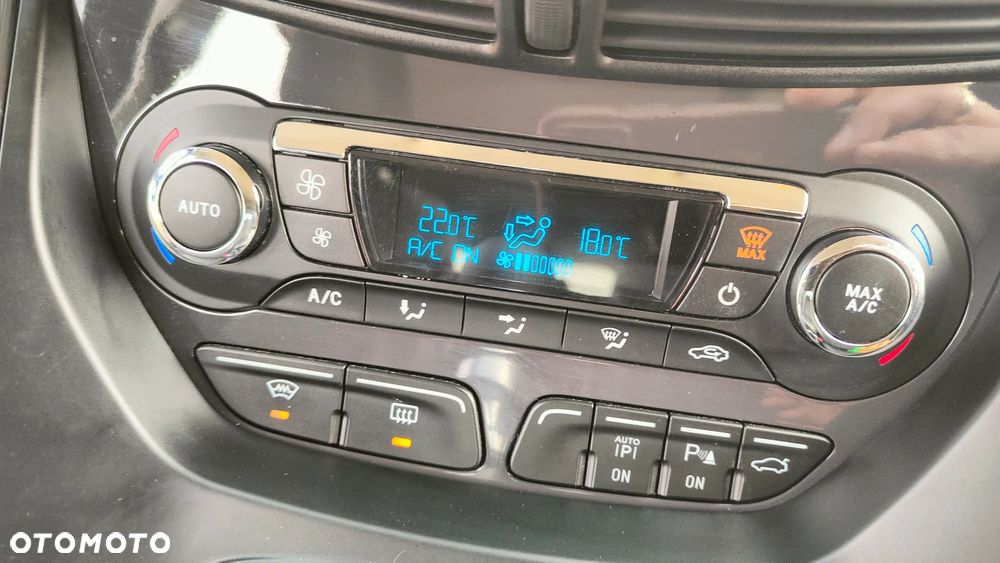 AUTO
22.0°C
18.0°C
A/C ON
MAX
MAX
A/C
A/C
AUTO
IPI
ON
P
ON
OTOMOTO